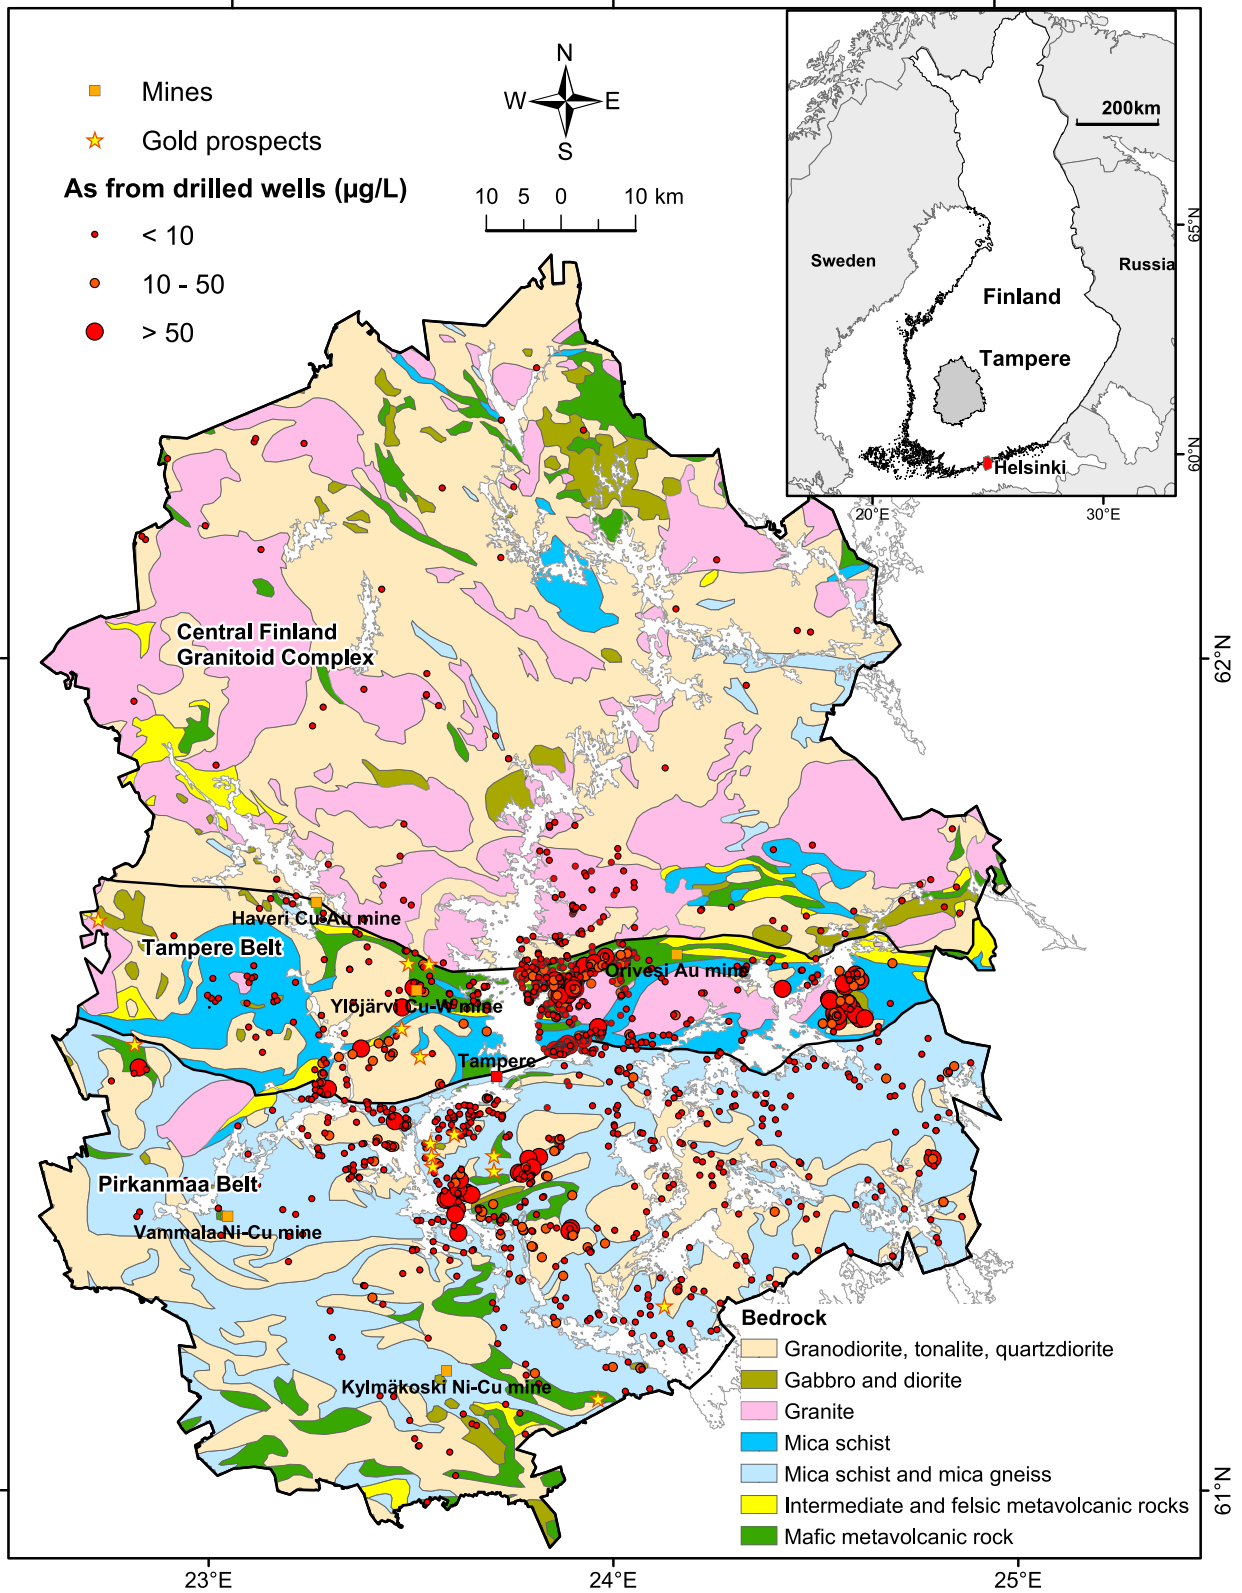 Mines
Gold prospects
As from drilled wells (µg/L)
< 10
10 - 50
> 50
N
W
E
S
10 5 0 10 km
200km
Sweden
Russia
Finland
Tampere
Helsinki
65°N
60°N
20°E
30°E
Central Finland
Granitoid Complex
62°N
Haveri Cu-Au mine
Tampere Belt
Orivesi Au mine
Ylöjärvi Cu-W mine
Tampere
Pirkanmaa Belt
Vammala Ni-Cu mine
Kylmäkoski Ni-Cu mine
Bedrock
Granodiorite, tonalite, quartzdiorite
Gabbro and diorite
Granite
Mica schist
Mica schist and mica gneiss
Intermediate and felsic metavolcanic rocks
Mafic metavolcanic rock
61°N
23°E
24°E
25°E